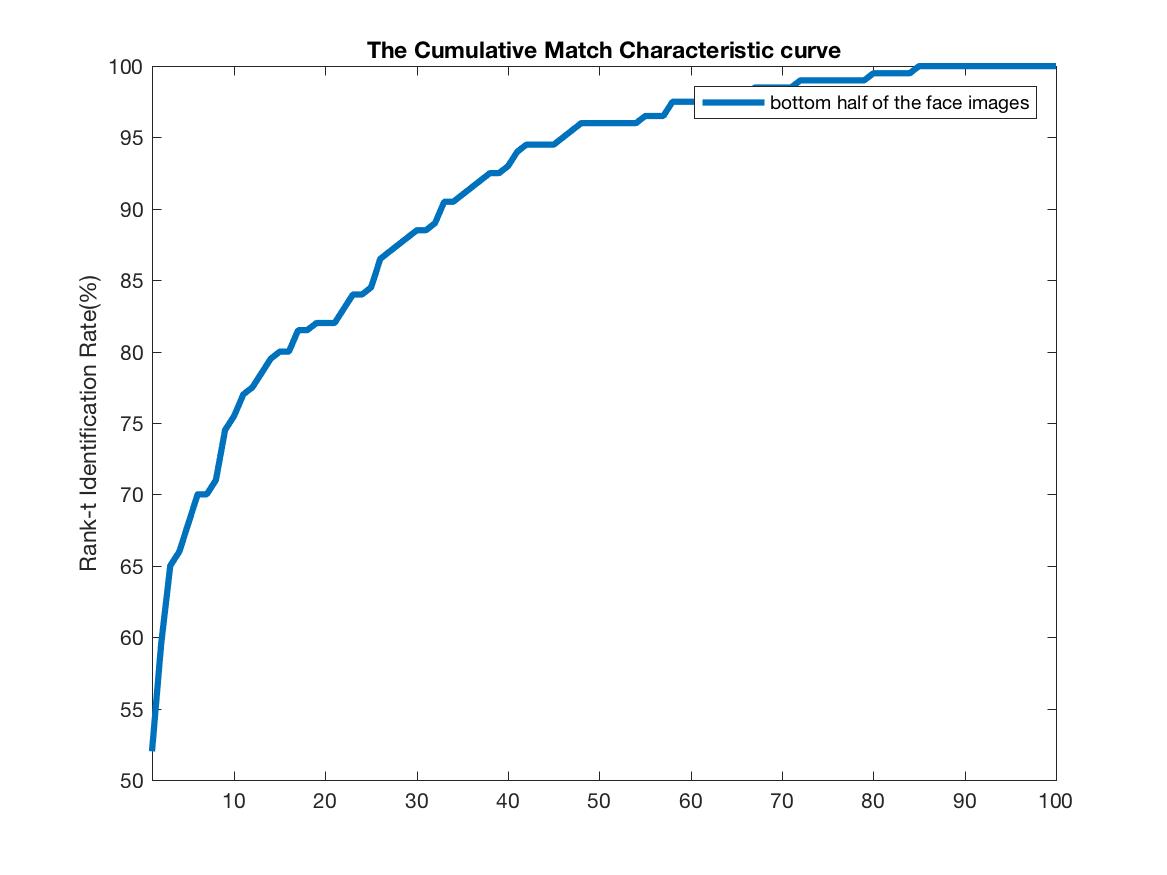 The Cumulative Match Characteristic curve
100
95
90
85
80
75
70
65
60
55
50
Rank-t Identification Rate(%)
bottom half of the face images
10 20 30 40 50 60 70 80 90 100